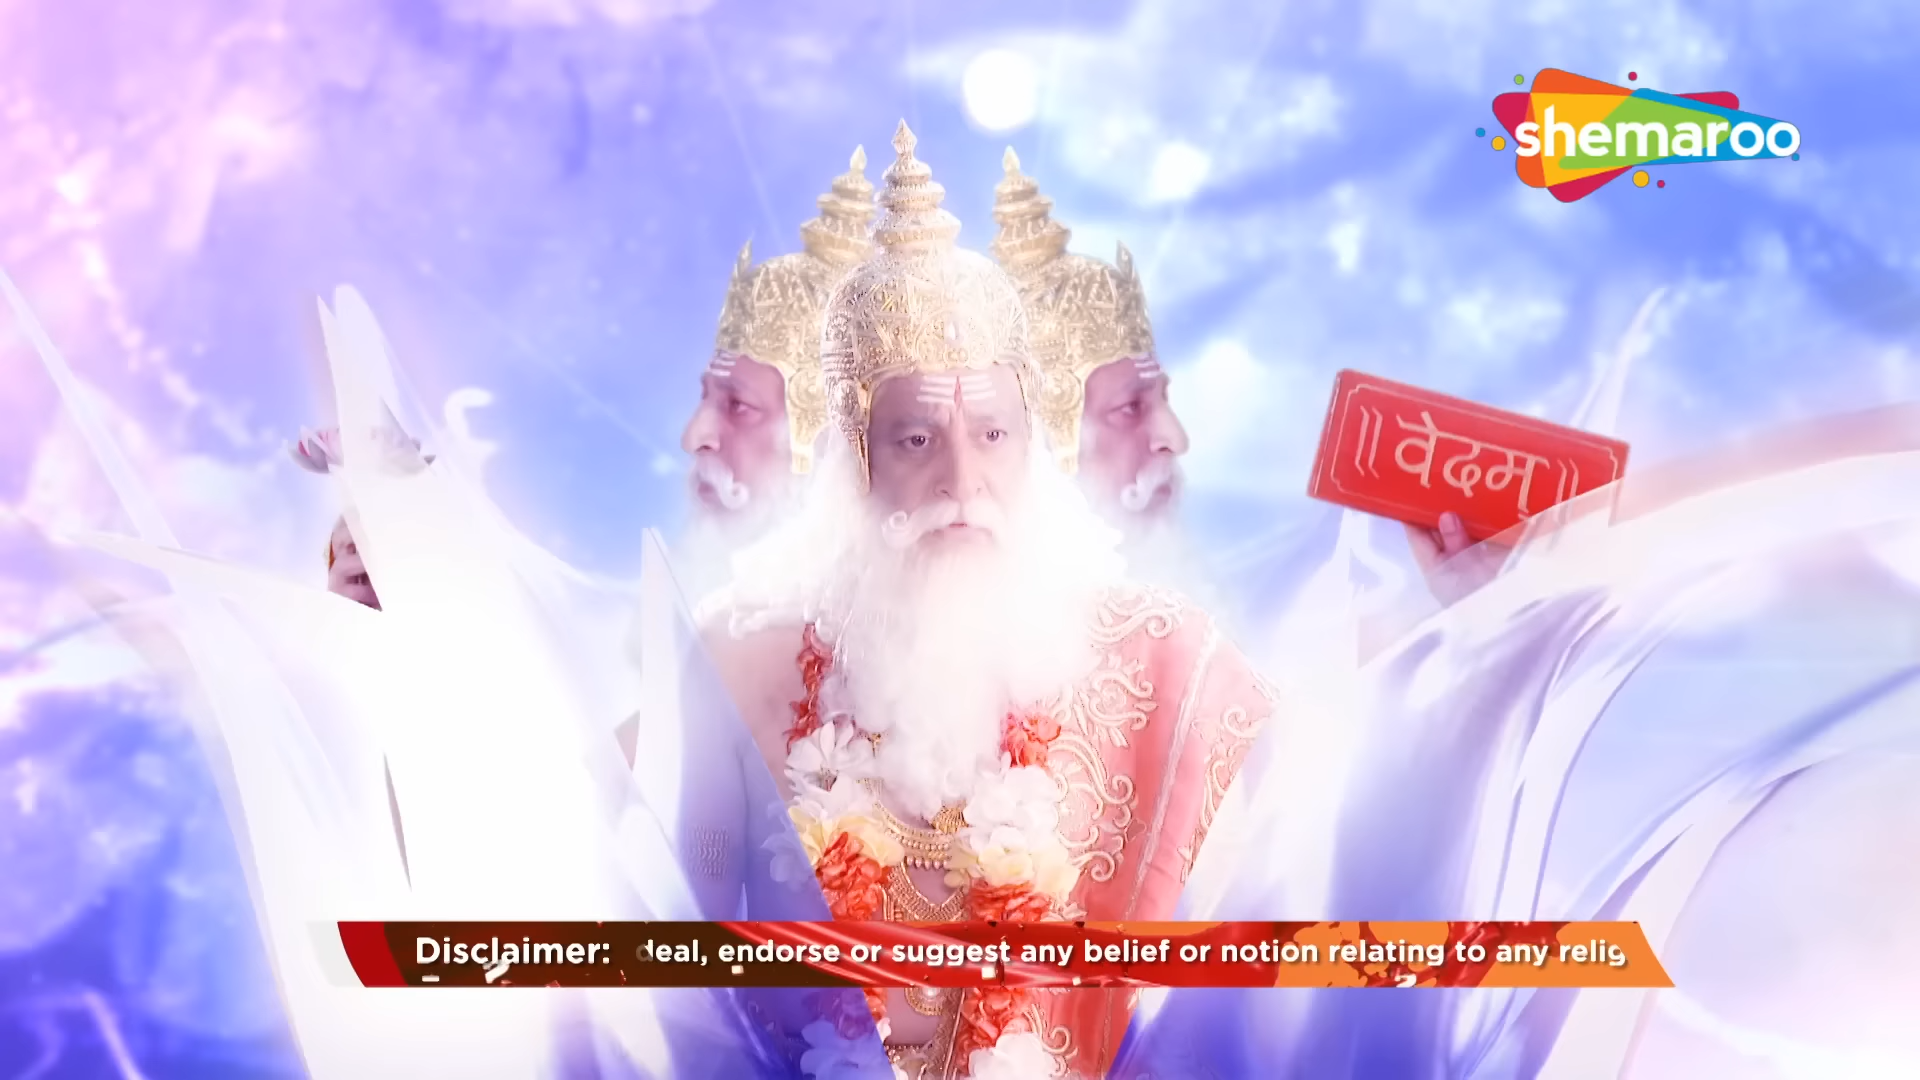 shemaroo
॥ वेदम् ॥
Disclaimer: deal, endorse or suggest any belief or notion relating to any relig